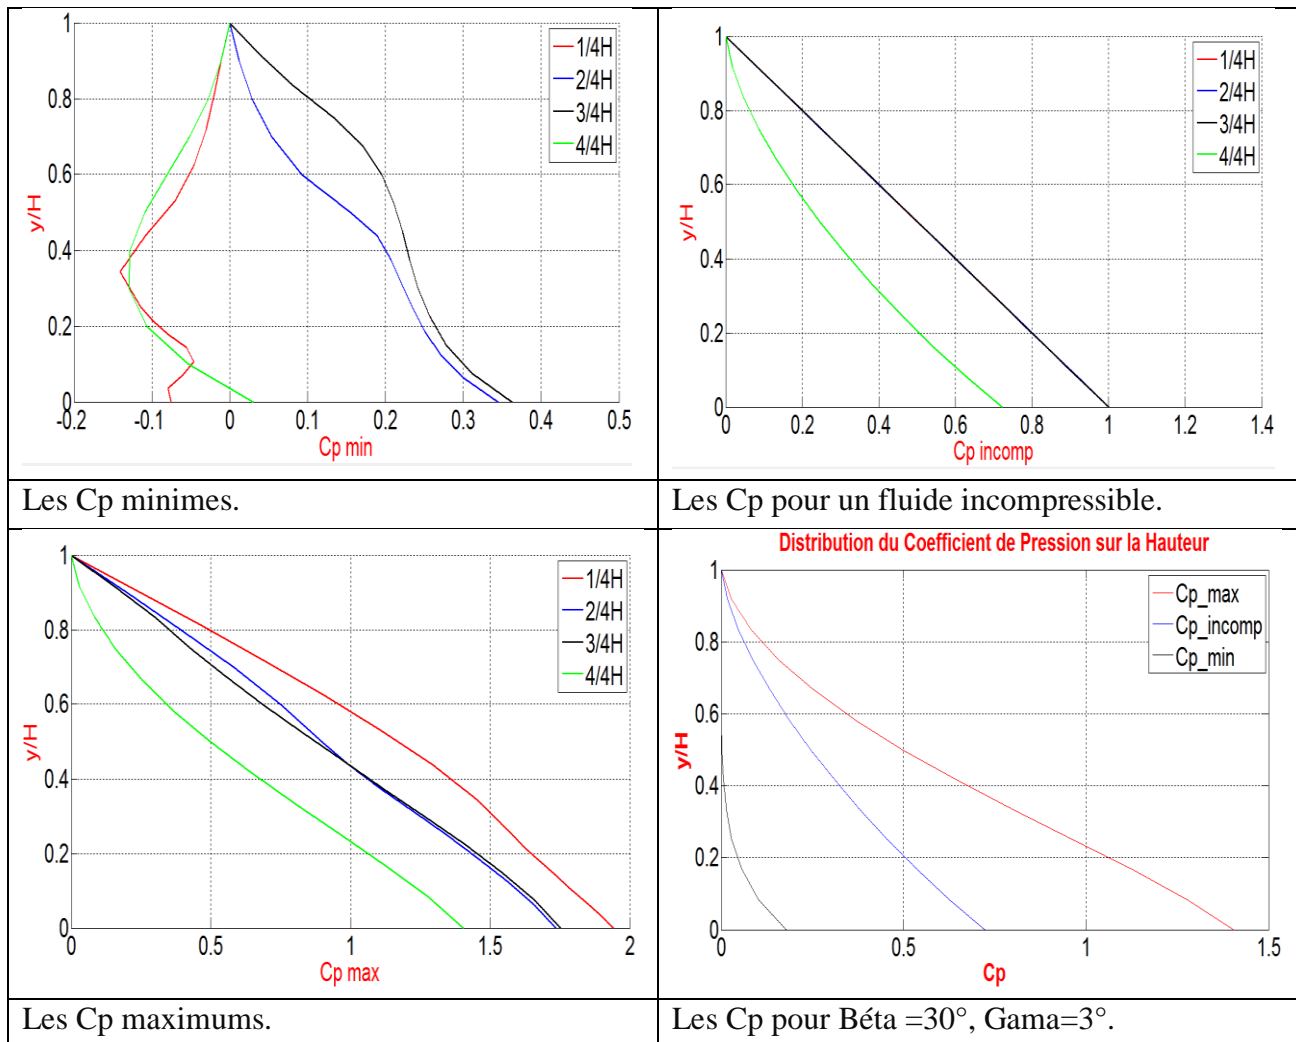 1
0.8
0.6
0.4
0.2
0
y/H
-0.2 -0.1 0 0.1 0.2 0.3 0.4 0.5
Cp min
1/4H
2/4H
3/4H
4/4H
Les Cp minimes.
1
0.8
0.6
0.4
0.2
0
y/H
0 0.2 0.4 0.6 0.8 1 1.2 1.4
Cp incomp
1/4H
2/4H
3/4H
4/4H
Les Cp pour un fluide incompressible.
1
0.8
0.6
0.4
0.2
0
y/H
0 0.5 1 1.5 2
Cp max
1/4H
2/4H
3/4H
4/4H
Les Cp maximums.
Distribution du Coefficient de Pression sur la Hauteur
1
0.8
0.6
0.4
0.2
0
y/H
0 0.5 1 1.5
Cp
Cp_max
Cp_incomp
Cp_min
Les Cp pour Béta =30°, Gama=3°.